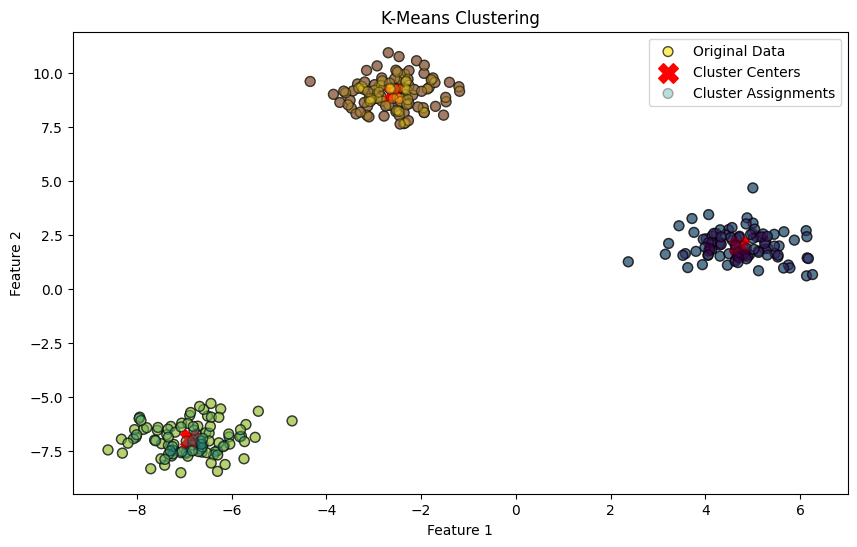 K-Means Clustering
Original Data
Cluster Centers
Cluster Assignments
Feature 2
10.0
7.5
5.0
2.5
0.0
−2.5
−5.0
−7.5
−8 −6 −4 −2 0 2 4 6
Feature 1